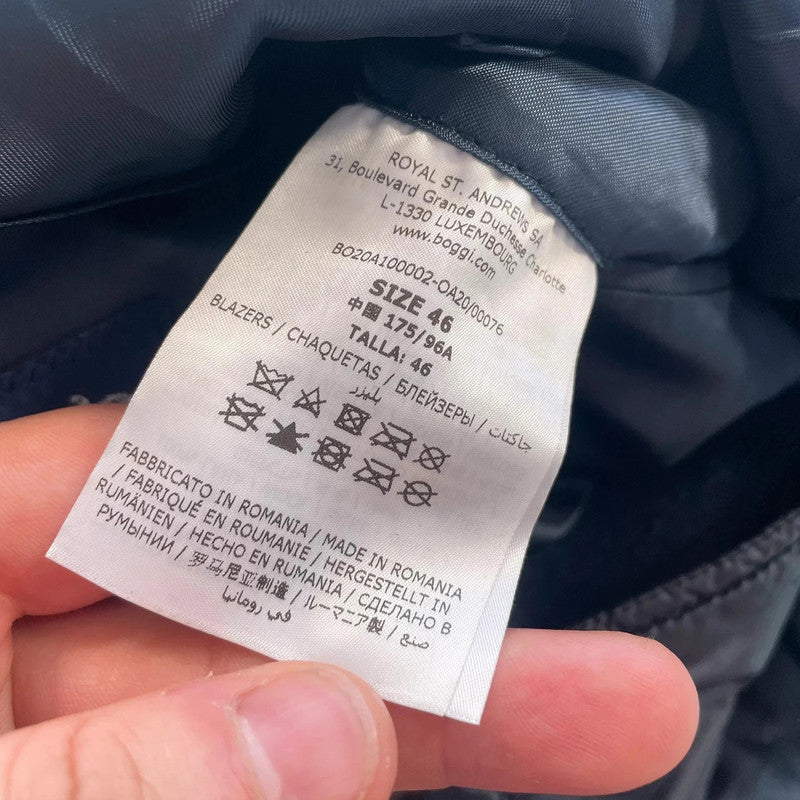 ROYAL ST. ANDREWS SA
31, Boulevard Grande Duchesse Charlotte
L-1330 LUXEMBOURG
www.boggi.com
BO20A100002-OA20/00076
SIZE 46
中國 175/96A
TALLA: 46
BLAZERS / CHAQUETAS / БЛЕЙЗЕРЫ / جاكتات
بليزر
FABBRICATO IN ROMANIA / MADE IN ROMANIA
/ FABRIQUÉ EN ROUMANIE / HERGESTELLT IN
RUMÄNIEN / HECHO EN RUMANIA / СДЕЛАНО В
РУМЫНИИ / 罗马尼亚制造 / ルーマニア製 / صنع
في رومانيا